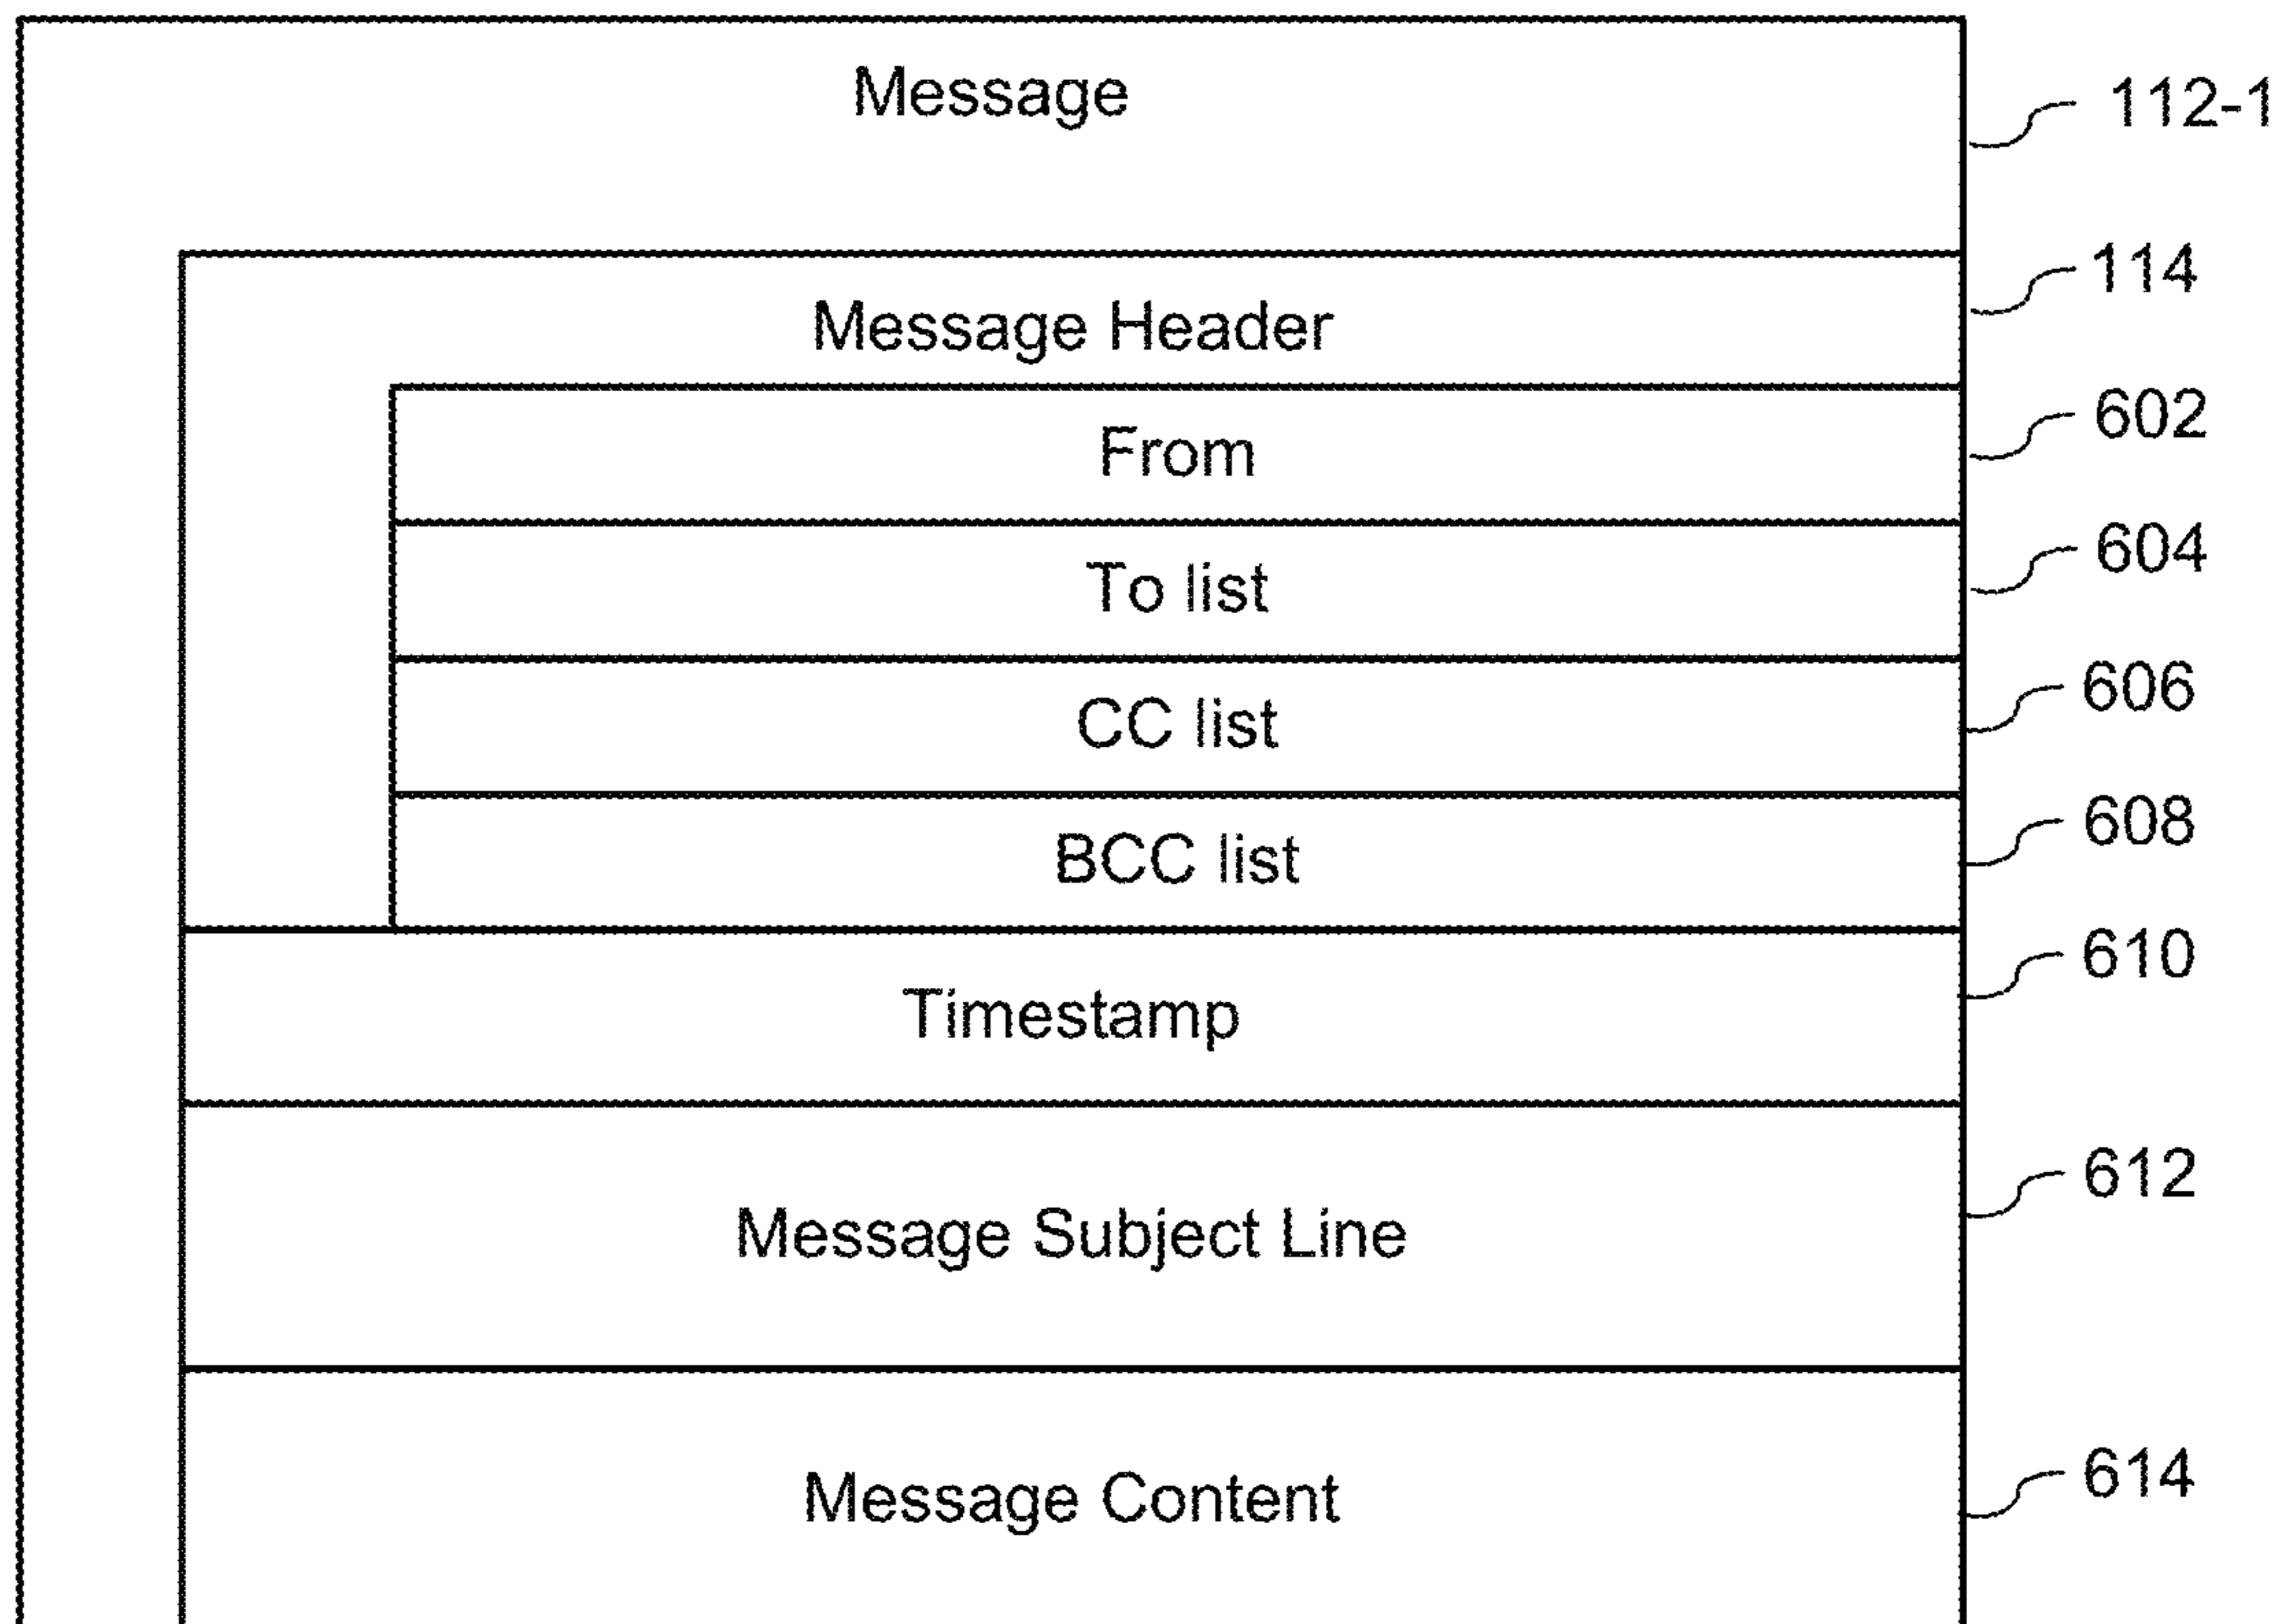 Message
112-1
Message Header
114
From
602
To list
604
CC list
606
BCC list
608
Timestamp
610
Message Subject Line
612
Message Content
614